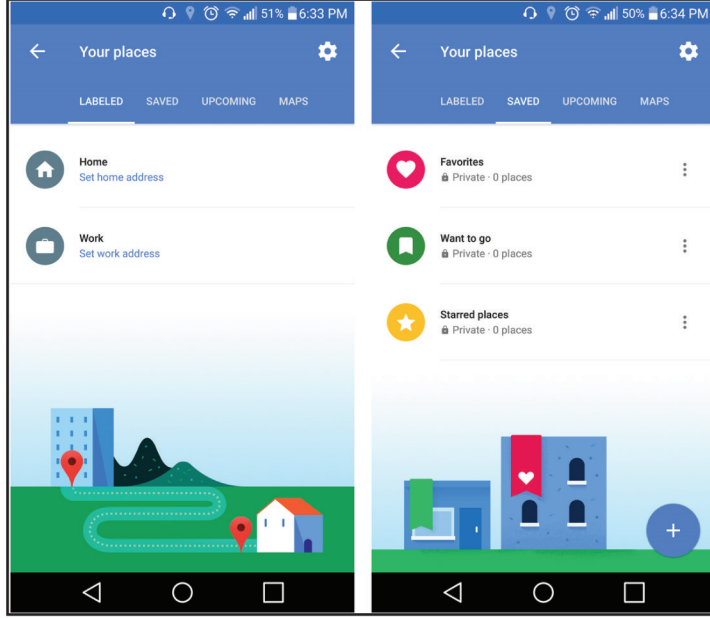 51% 6:33 PM
Your places
LABELED SAVED UPCOMING MAPS
Home
Set home address
Work
Set work address
50% 6:34 PM
Your places
LABELED SAVED UPCOMING MAPS
Favorites
Private · 0 places
Want to go
Private · 0 places
Starred places
Private · 0 places